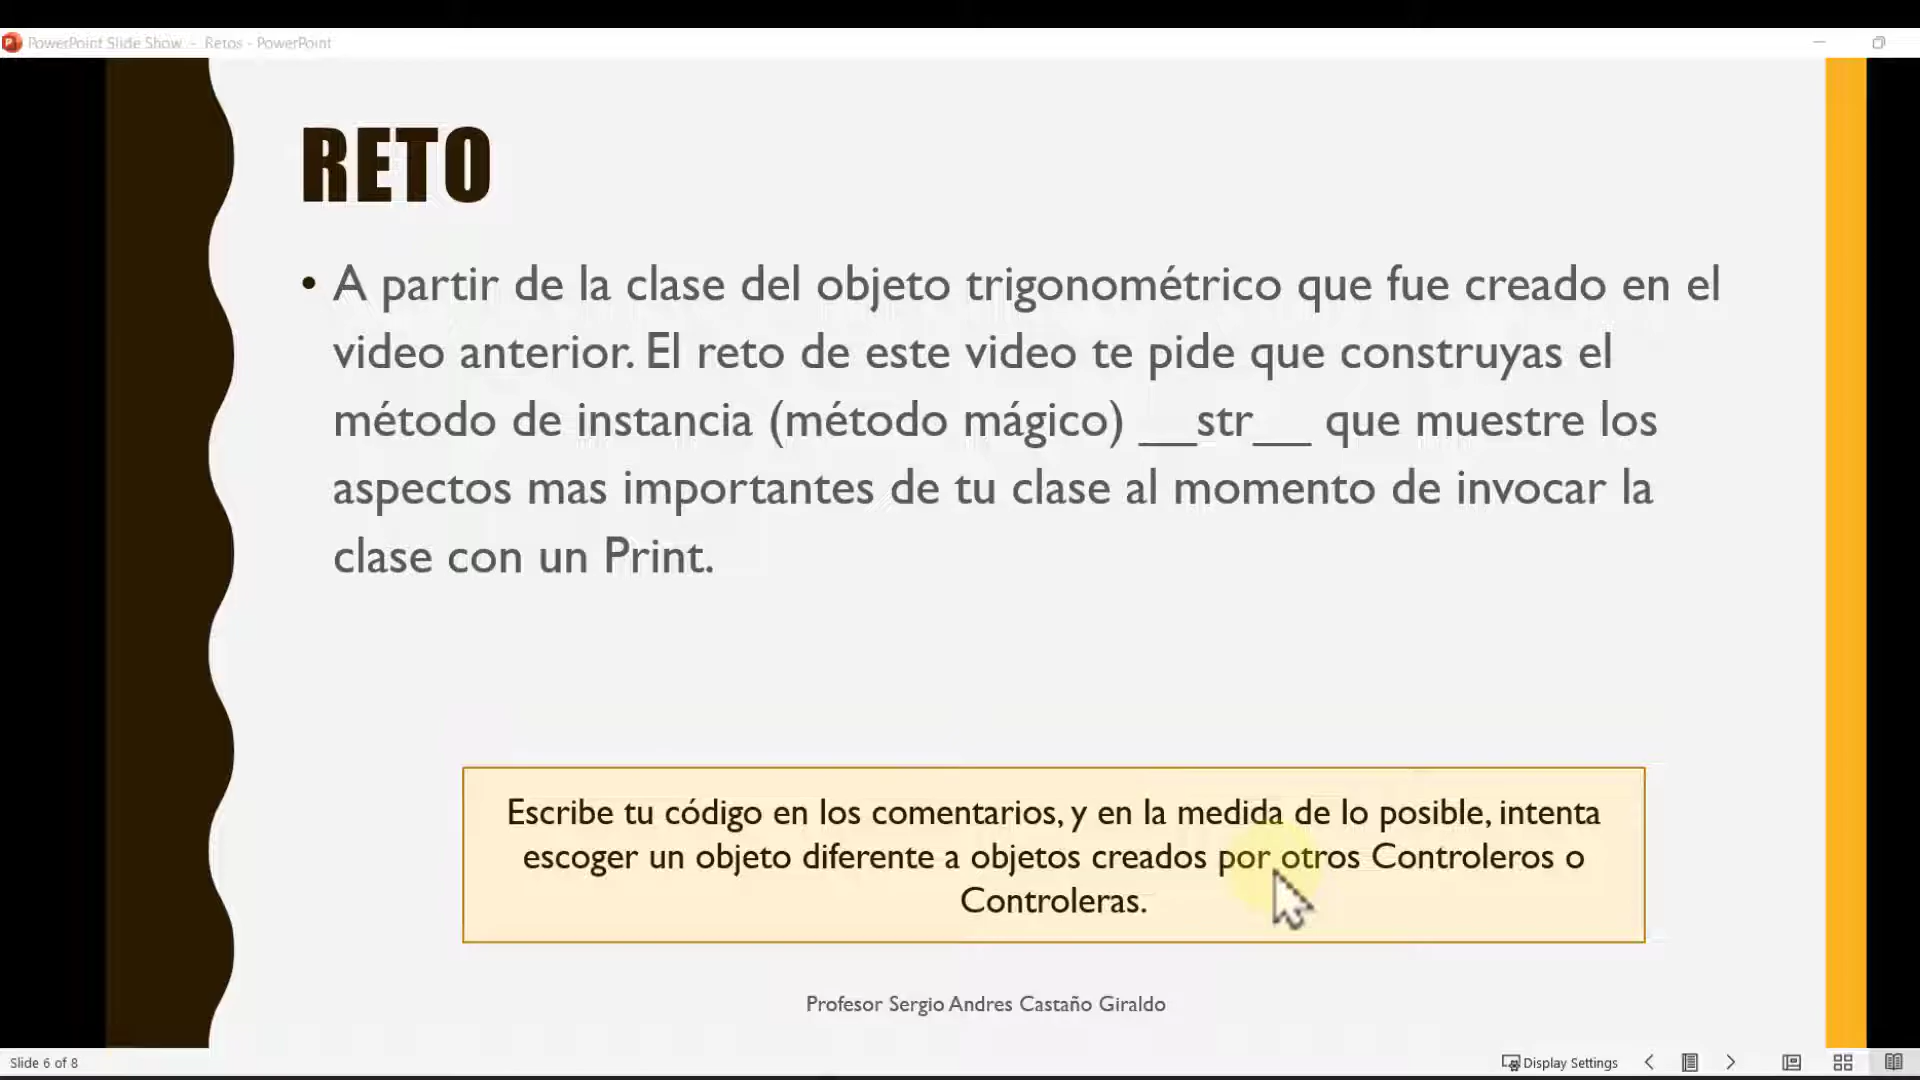 PowerPoint Slide Show - Retos - PowerPoint
RETO
• A partir de la clase del objeto trigonométrico que fue creado en el
video anterior. El reto de este video te pide que construyas el
método de instancia (método mágico) __str__ que muestre los
aspectos mas importantes de tu clase al momento de invocar la
clase con un Print.
Escribe tu código en los comentarios, y en la medida de lo posible, intenta
escoger un objeto diferente a objetos creados por otros Controleros o
Controleras.
Profesor Sergio Andres Castaño Giraldo
Slide 6 of 8
Display Settings